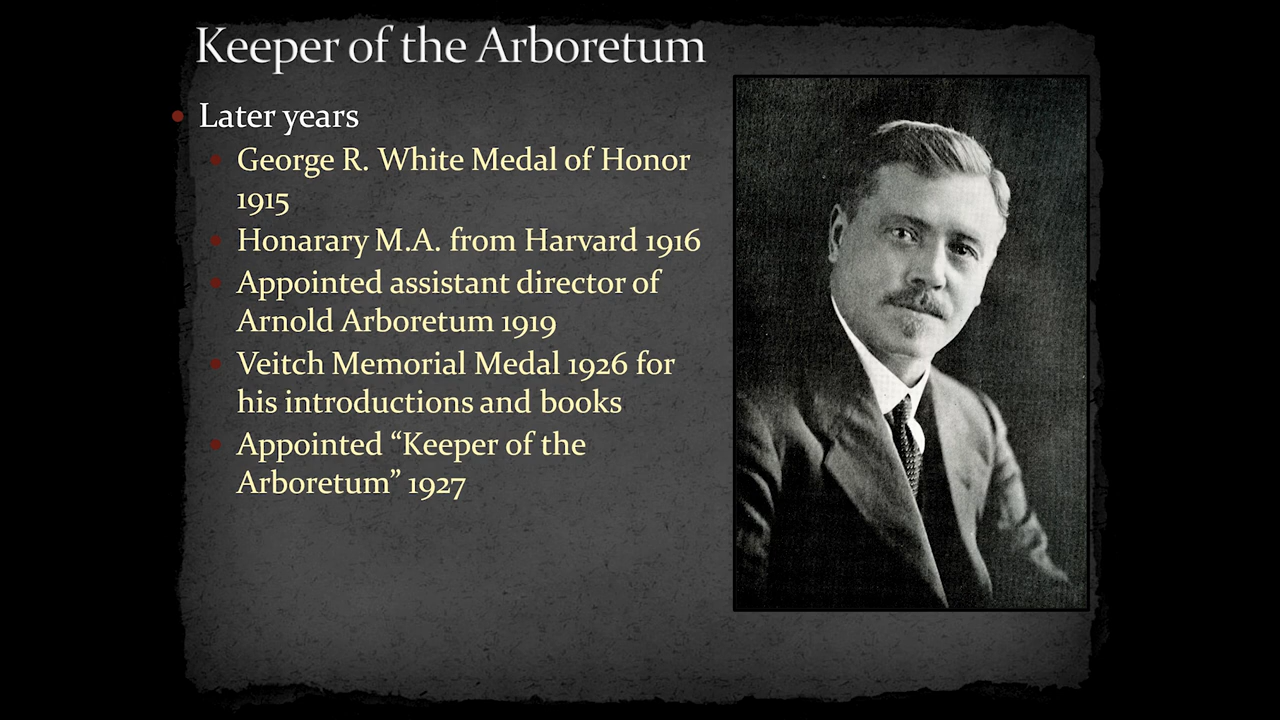 Keeper of the Arboretum
• Later years
• George R. White Medal of Honor
1915
• Honarary M.A. from Harvard 1916
• Appointed assistant director of
Arnold Arboretum 1919
• Veitch Memorial Medal 1926 for
his introductions and books
• Appointed “Keeper of the
Arboretum” 1927